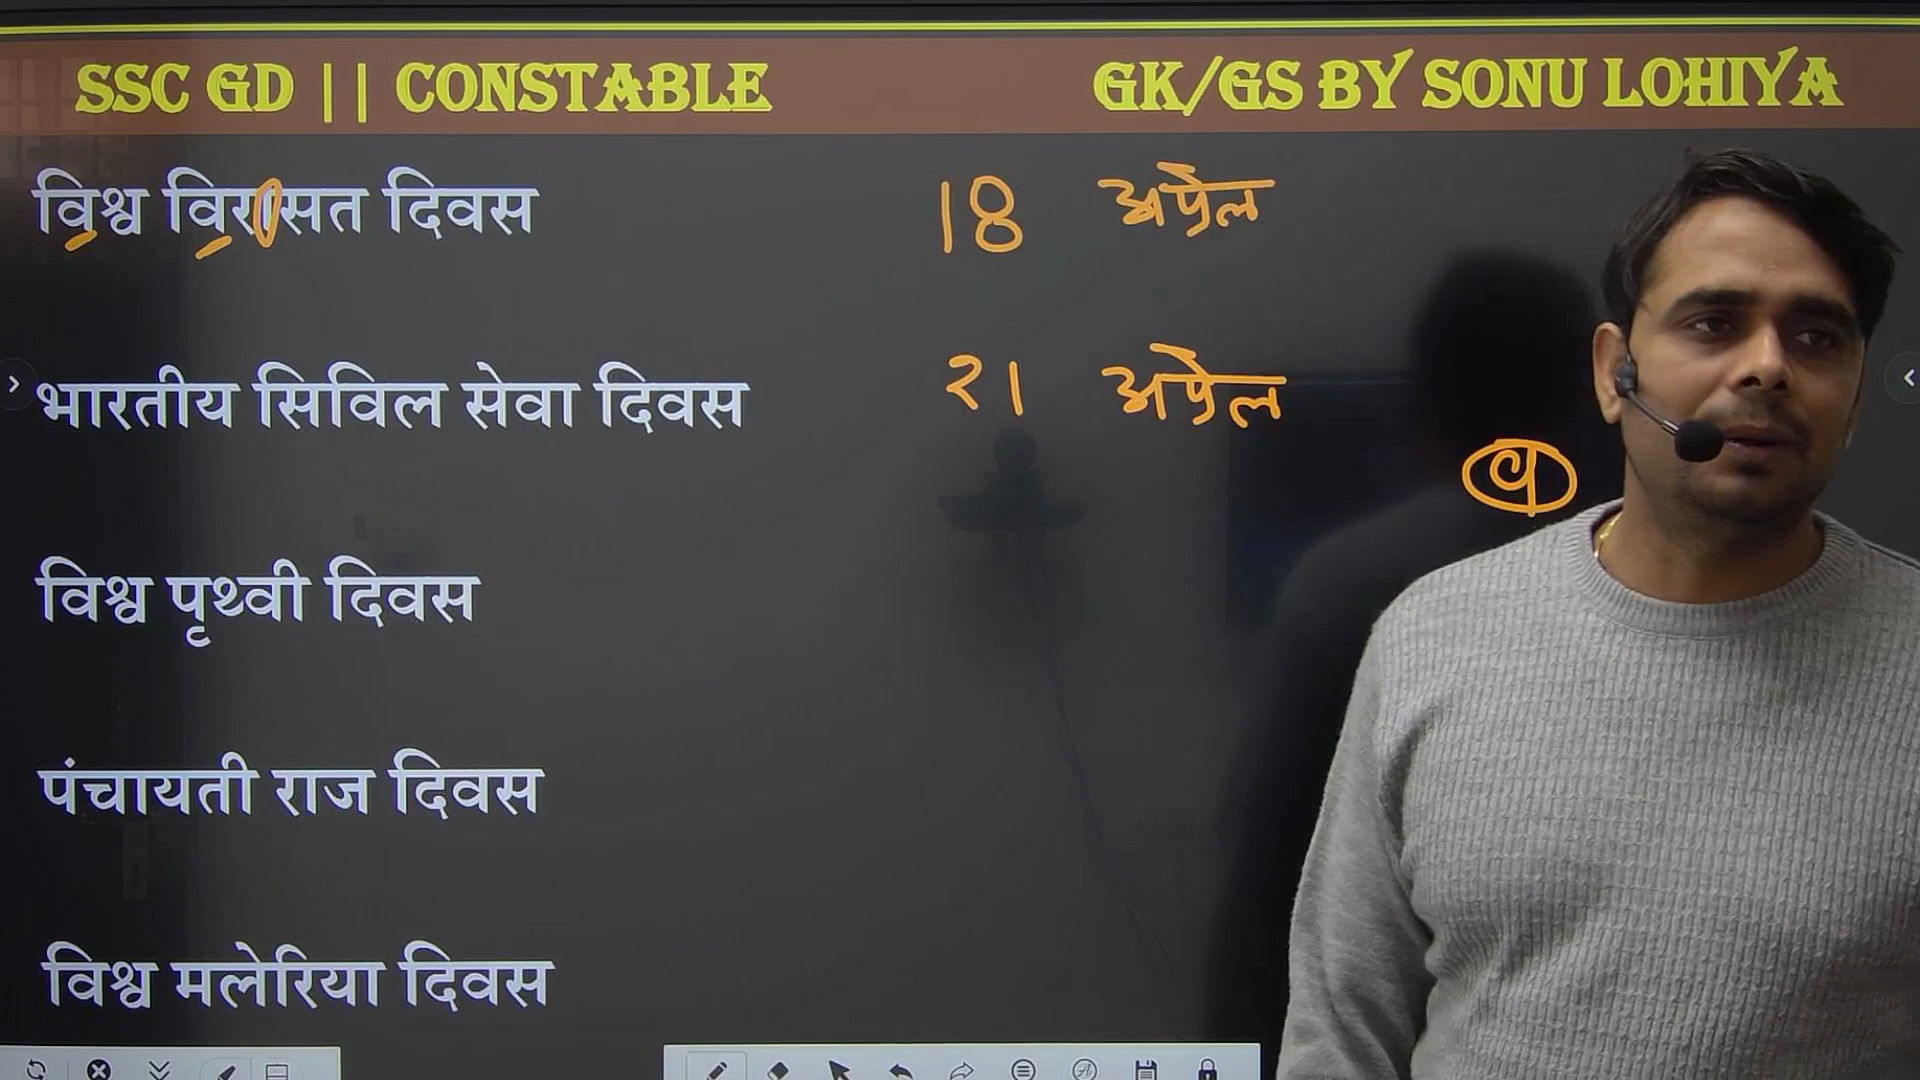 SSC GD || CONSTABLE GK/GS BY SONU LOHIYA
विश्व विरासत दिवस 18 अप्रैल
भारतीय सिविल सेवा दिवस २1 अप्रैल
विश्व पृथ्वी दिवस
पंचायती राज दिवस
विश्व मलेरिया दिवस